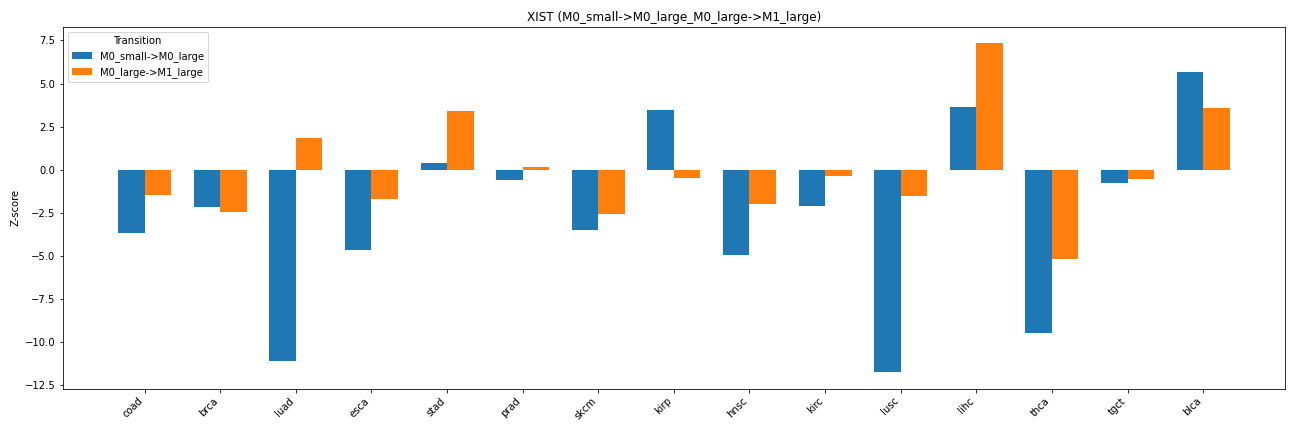 XIST (M0_small->M0_large_M0_large->M1_large)
Transition
M0_small->M0_large
M0_large->M1_large
Z-score
7.5
5.0
2.5
0.0
−2.5
−5.0
−7.5
−10.0
−12.5
coad
brca
luad
esca
stad
prad
skcm
kirp
hnsc
kirc
lusc
lihc
thca
tgct
blca